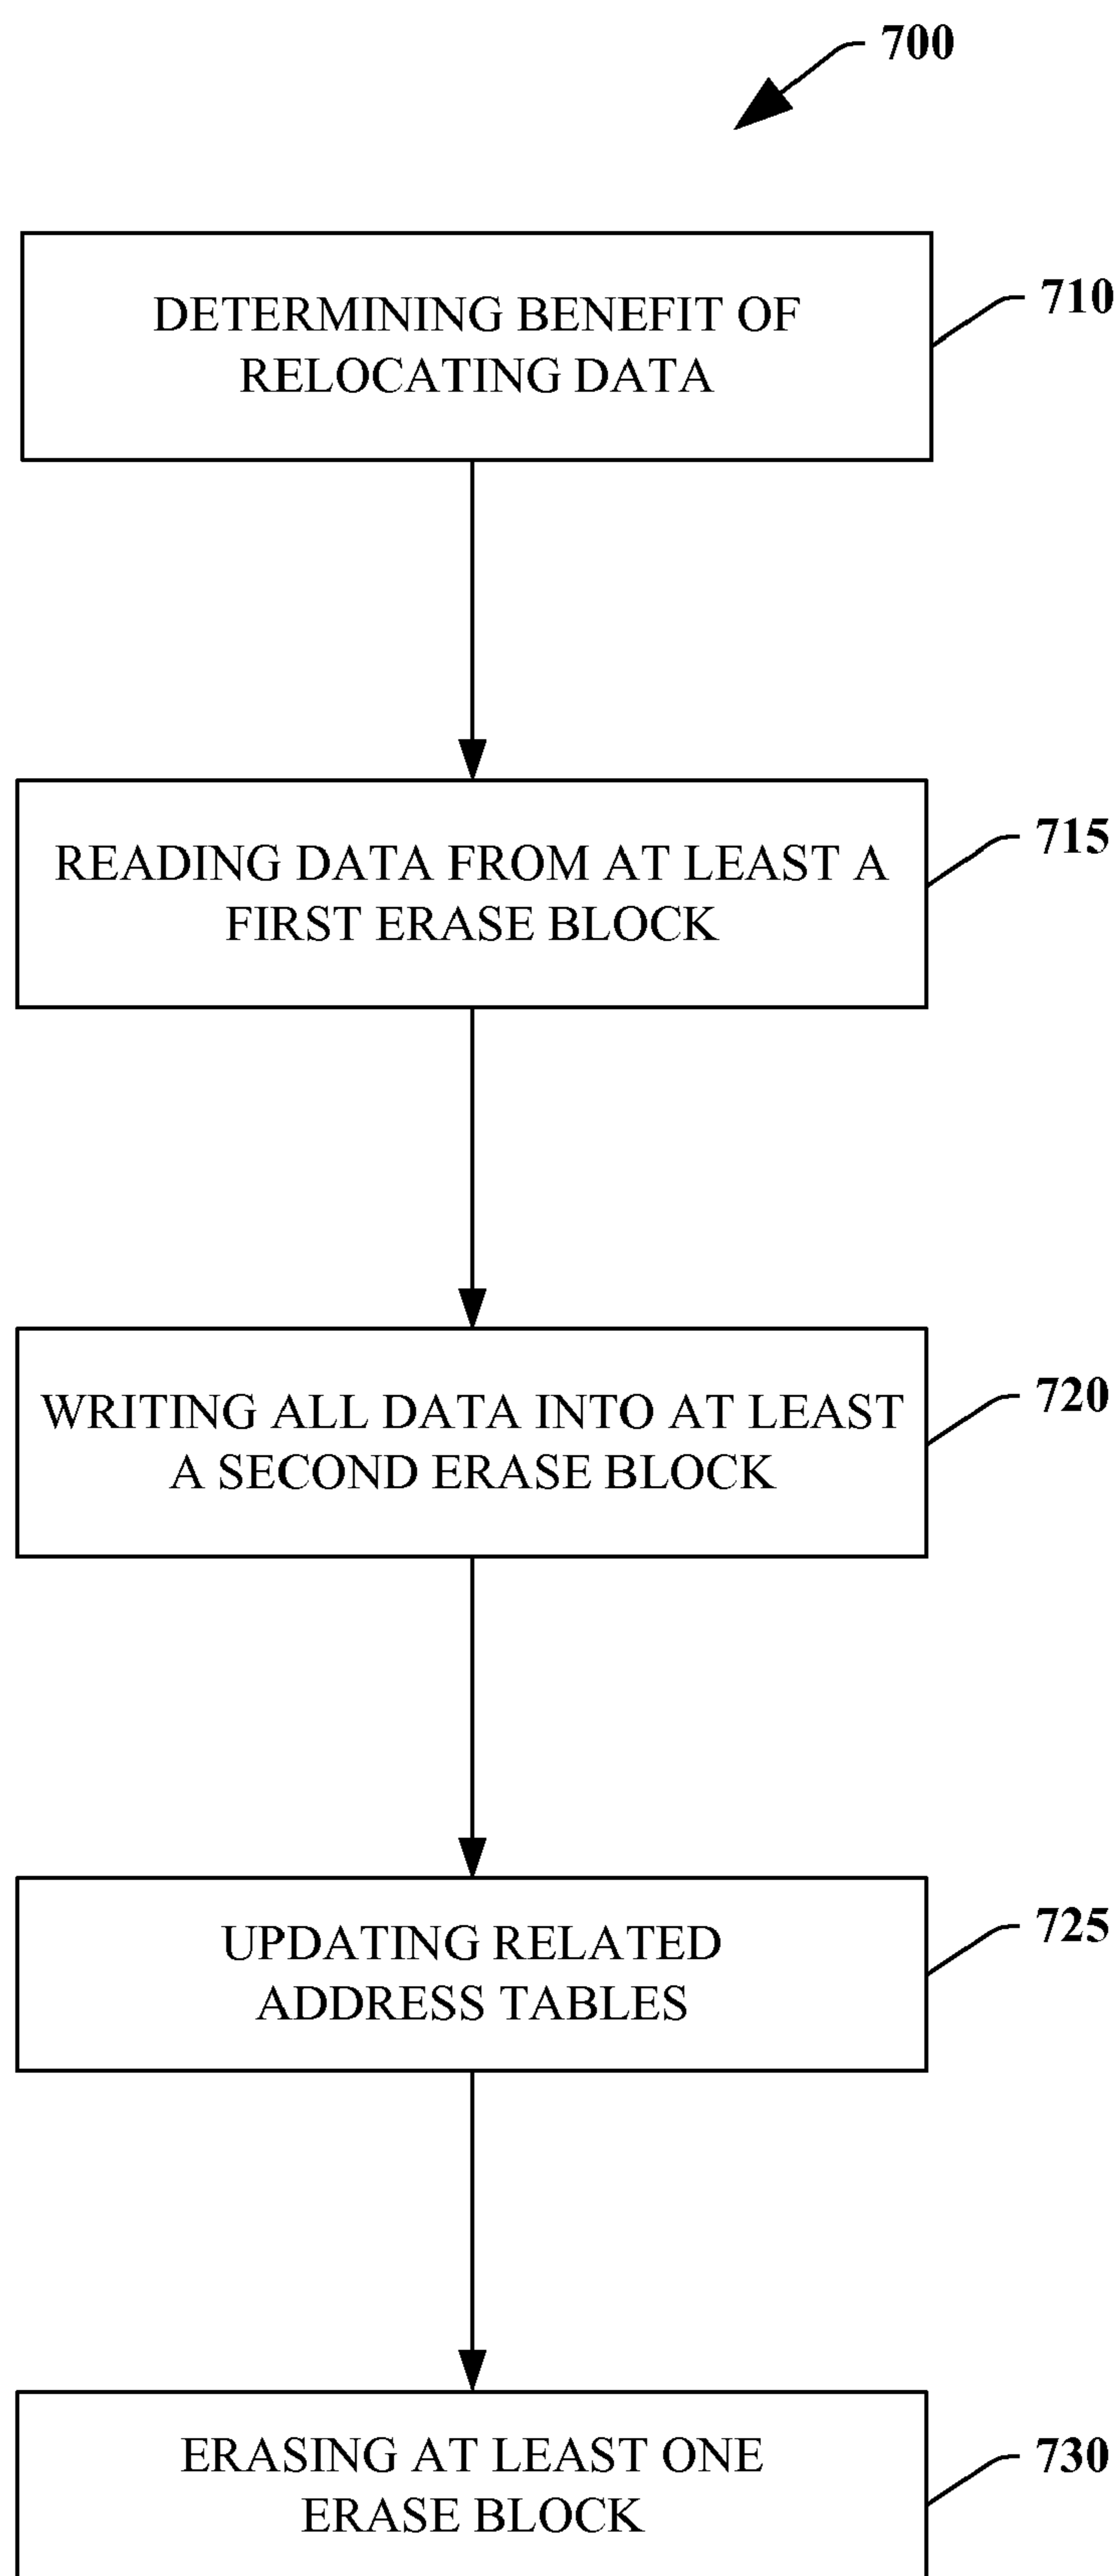 700
DETERMINING BENEFIT OF
RELOCATING DATA
710
READING DATA FROM AT LEAST A
FIRST ERASE BLOCK
715
WRITING ALL DATA INTO AT LEAST
A SECOND ERASE BLOCK
720
UPDATING RELATED
ADDRESS TABLES
725
ERASING AT LEAST ONE
ERASE BLOCK
730